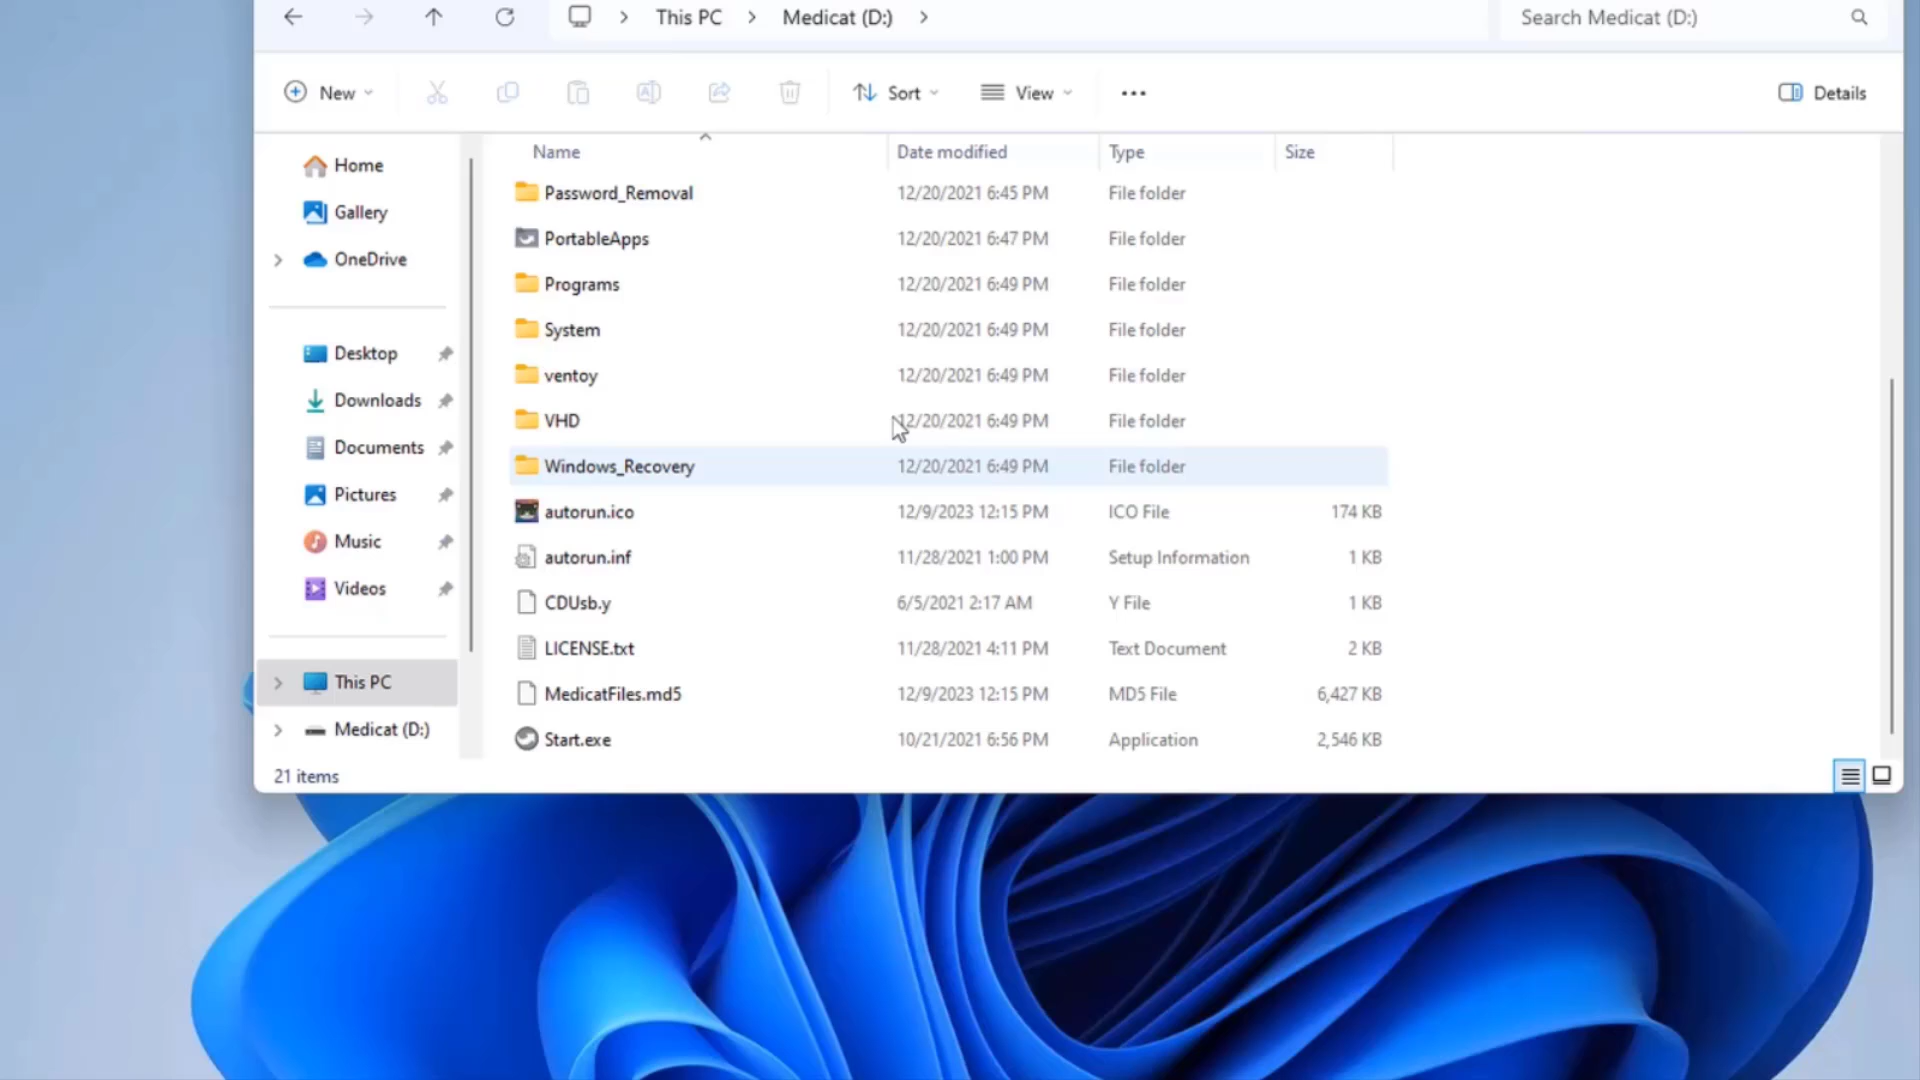 This PC
Medicat (D:)
Search Medicat (D:)
New
Sort
View
Details
Name Date modified Type Size
Home
Gallery
OneDrive
Desktop
Downloads
Documents
Pictures
Music
Videos
This PC
Medicat (D:)
Password_Removal 12/20/2021 6:45 PM File folder
PortableApps 12/20/2021 6:47 PM File folder
Programs 12/20/2021 6:49 PM File folder
System 12/20/2021 6:49 PM File folder
ventoy 12/20/2021 6:49 PM File folder
VHD 12/20/2021 6:49 PM File folder
Windows_Recovery 12/20/2021 6:49 PM File folder
autorun.ico 12/9/2023 12:15 PM ICO File 174 KB
autorun.inf 11/28/2021 1:00 PM Setup Information 1 KB
CDUsb.y 6/5/2021 2:17 AM Y File 1 KB
LICENSE.txt 11/28/2021 4:11 PM Text Document 2 KB
MedicatFiles.md5 12/9/2023 12:15 PM MD5 File 6,427 KB
Start.exe 10/21/2021 6:56 PM Application 2,546 KB
21 items